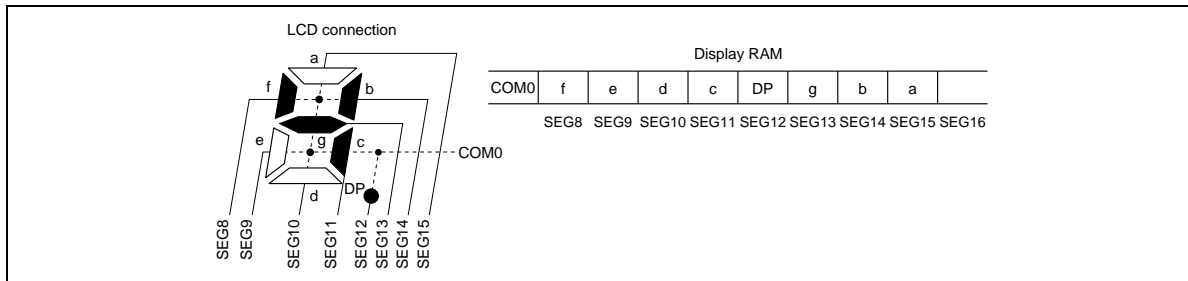 LCD connection
a
f
b
e
g
c
COM0
DP
d
SEG8
SEG9
SEG10
SEG11
SEG12
SEG13
SEG14
SEG15
Display RAM
COM0 f e d c DP g b a
SEG8 SEG9 SEG10 SEG11 SEG12 SEG13 SEG14 SEG15 SEG16